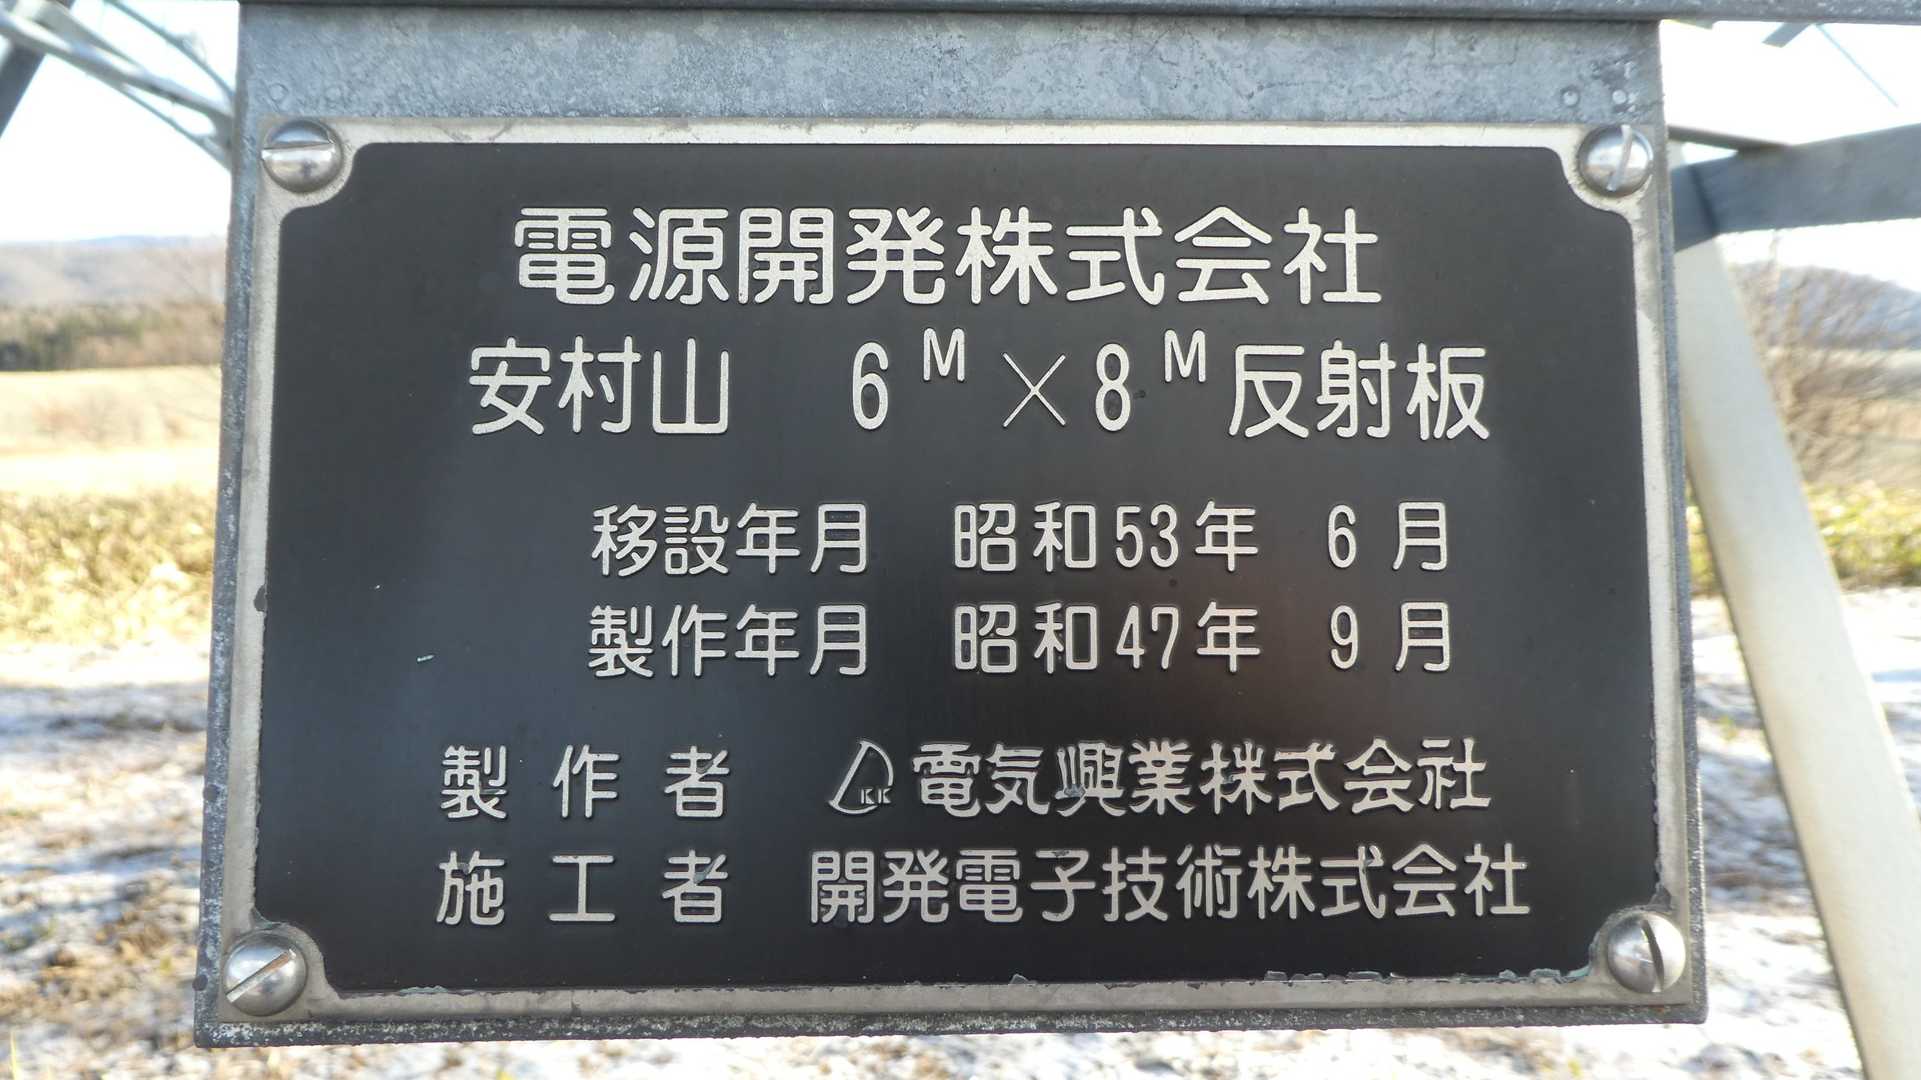 電源開発株式会社
安村山 6M×8M反射板
移設年月 昭和53年 6月
製作年月 昭和47年 9月
製作者 KK 電気興業株式会社
施工者 開発電子技術株式会社